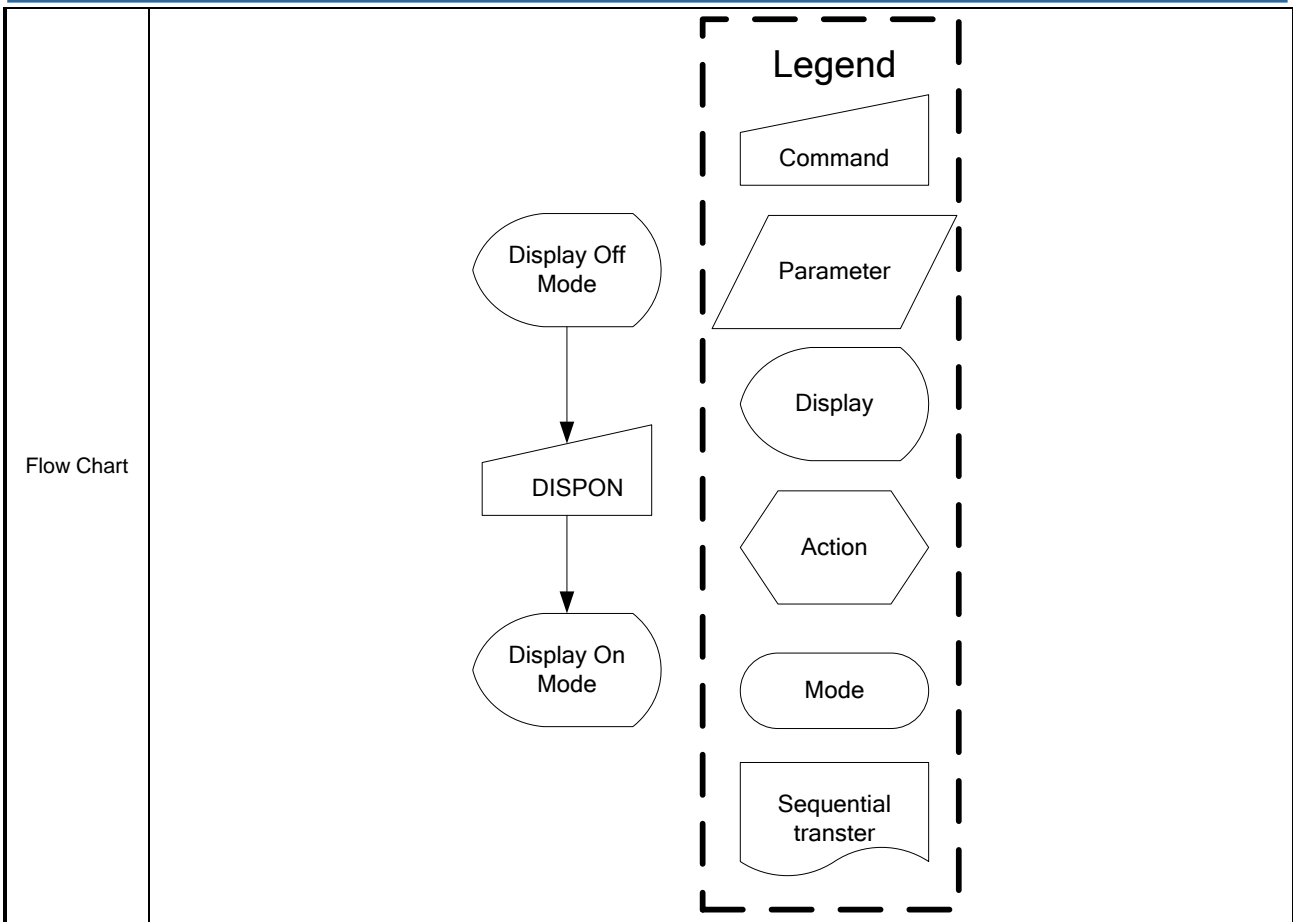 Flow Chart
Display Off
Mode
DISPON
Display On
Mode
Legend
Command
Parameter
Display
Action
Mode
Sequential
transter